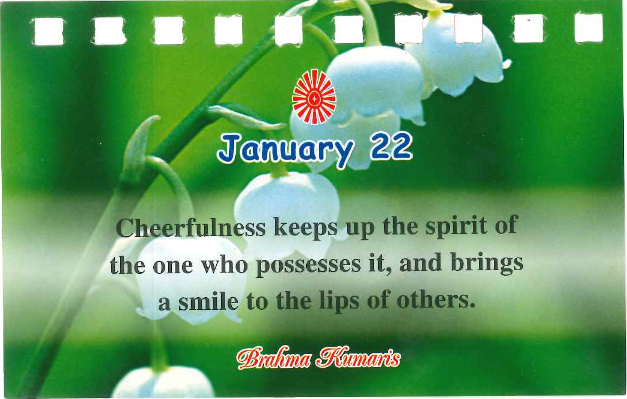 January 22
Cheerfulness keeps up the spirit of
the one who possesses it, and brings
a smile to the lips of others.
Brahma Kumaris